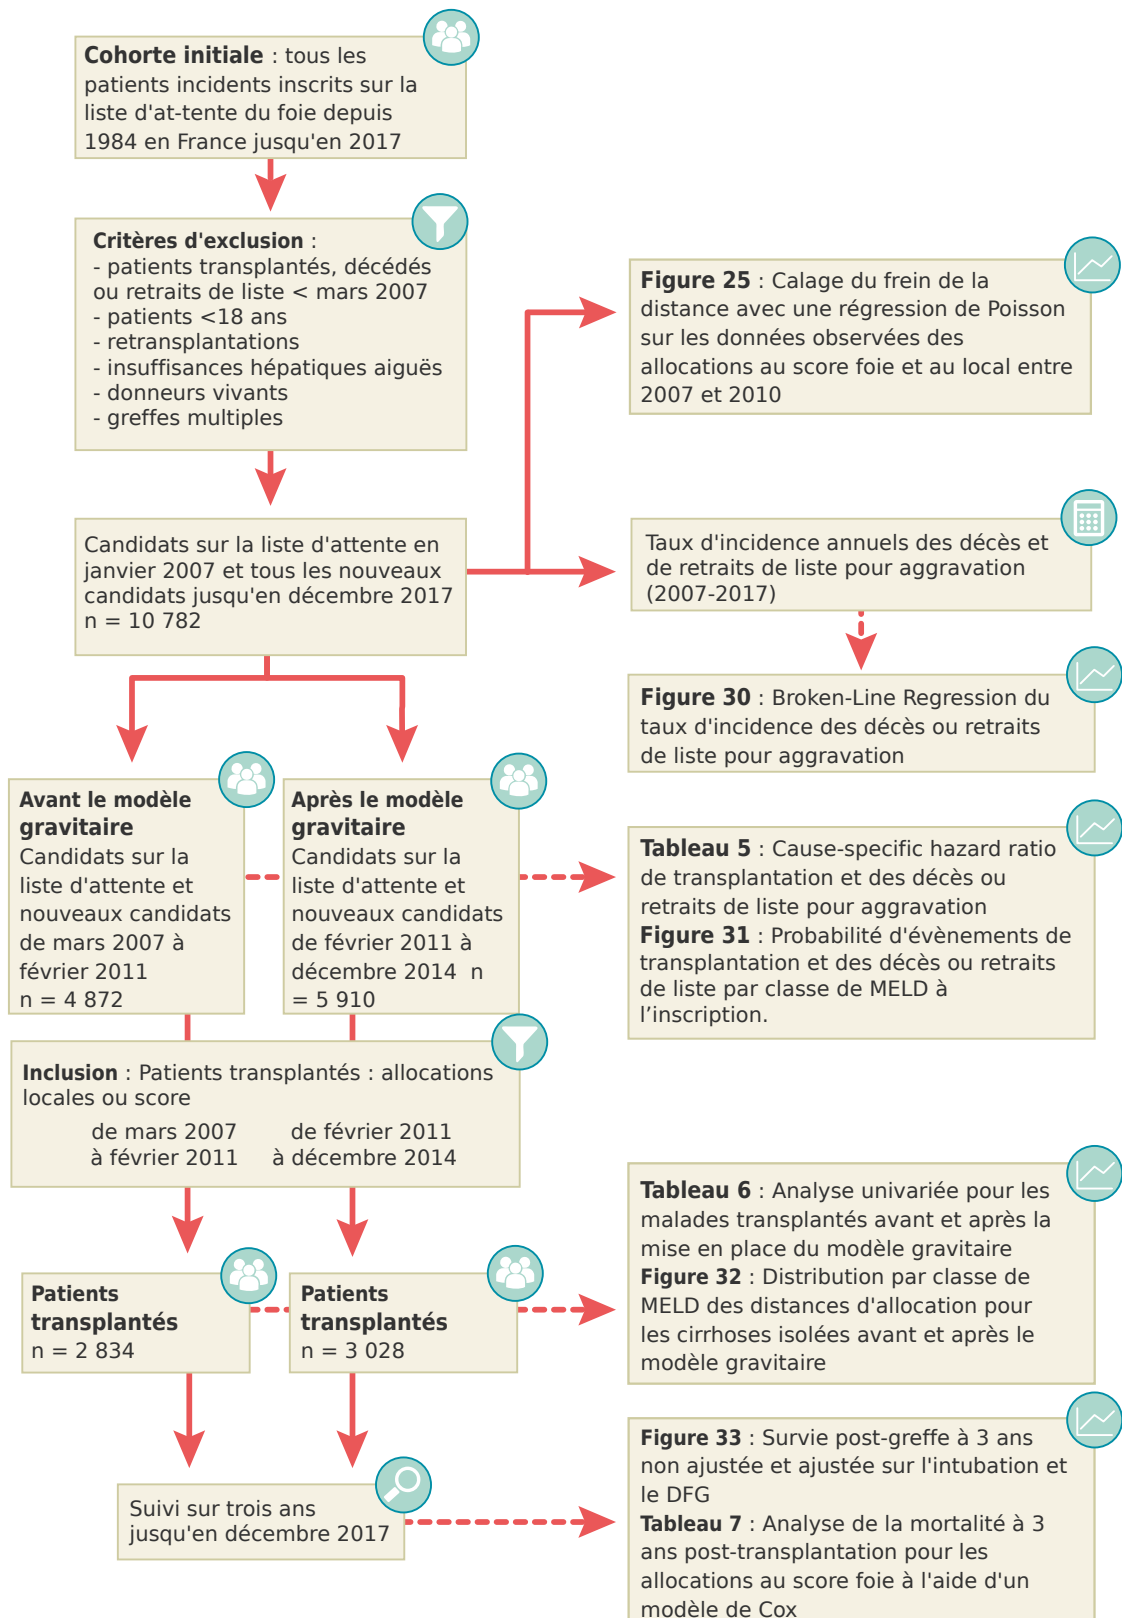 Cohorte initiale : tous les
patients incidents inscrits sur la
liste d'at-tente du foie depuis
1984 en France jusqu'en 2017
Critères d'exclusion :
- patients transplantés, décédés
ou retraits de liste < mars 2007
- patients <18 ans
- retransplantations
- insuffisances hépatiques aiguës
- donneurs vivants
- greffes multiples
Figure 25 : Calage du frein de la
distance avec une régression de Poisson
sur les données observées des
allocations au score foie et au local entre
2007 et 2010
Candidats sur la liste d'attente en
janvier 2007 et tous les nouveaux
candidats jusqu'en décembre 2017
n = 10 782
Taux d'incidence annuels des décès et
de retraits de liste pour aggravation
(2007-2017)
Figure 30 : Broken-Line Regression du
taux d'incidence des décès ou retraits
de liste pour aggravation
Avant le modèle
gravitaire
Candidats sur la
liste d'attente et
nouveaux candidats
de mars 2007 à
février 2011
n = 4 872
Après le modèle
gravitaire
Candidats sur la
liste d'attente et
nouveaux candidats
de février 2011 à
décembre 2014  n
= 5 910
Tableau 5 : Cause-specific hazard ratio
de transplantation et des décès ou
retraits de liste pour aggravation
Figure 31 : Probabilité d'évènements de
transplantation et des décès ou retraits
de liste par classe de MELD à
l’inscription.
Inclusion : Patients transplantés : allocations
locales ou score
de mars 2007
à février 2011
de février 2011
à décembre 2014
Tableau 6 : Analyse univariée pour les
malades transplantés avant et après la
mise en place du modèle gravitaire
Figure 32 : Distribution par classe de
MELD des distances d'allocation pour
les cirrhoses isolées avant et après le
modèle gravitaire
Patients
transplantés
n = 2 834
Patients
transplantés
n = 3 028
Suivi sur trois ans
jusqu'en décembre 2017
Figure 33 : Survie post-greffe à 3 ans
non ajustée et ajustée sur l'intubation et
le DFG
Tableau 7 : Analyse de la mortalité à 3
ans post-transplantation pour les
allocations au score foie à l'aide d'un
modèle de Cox